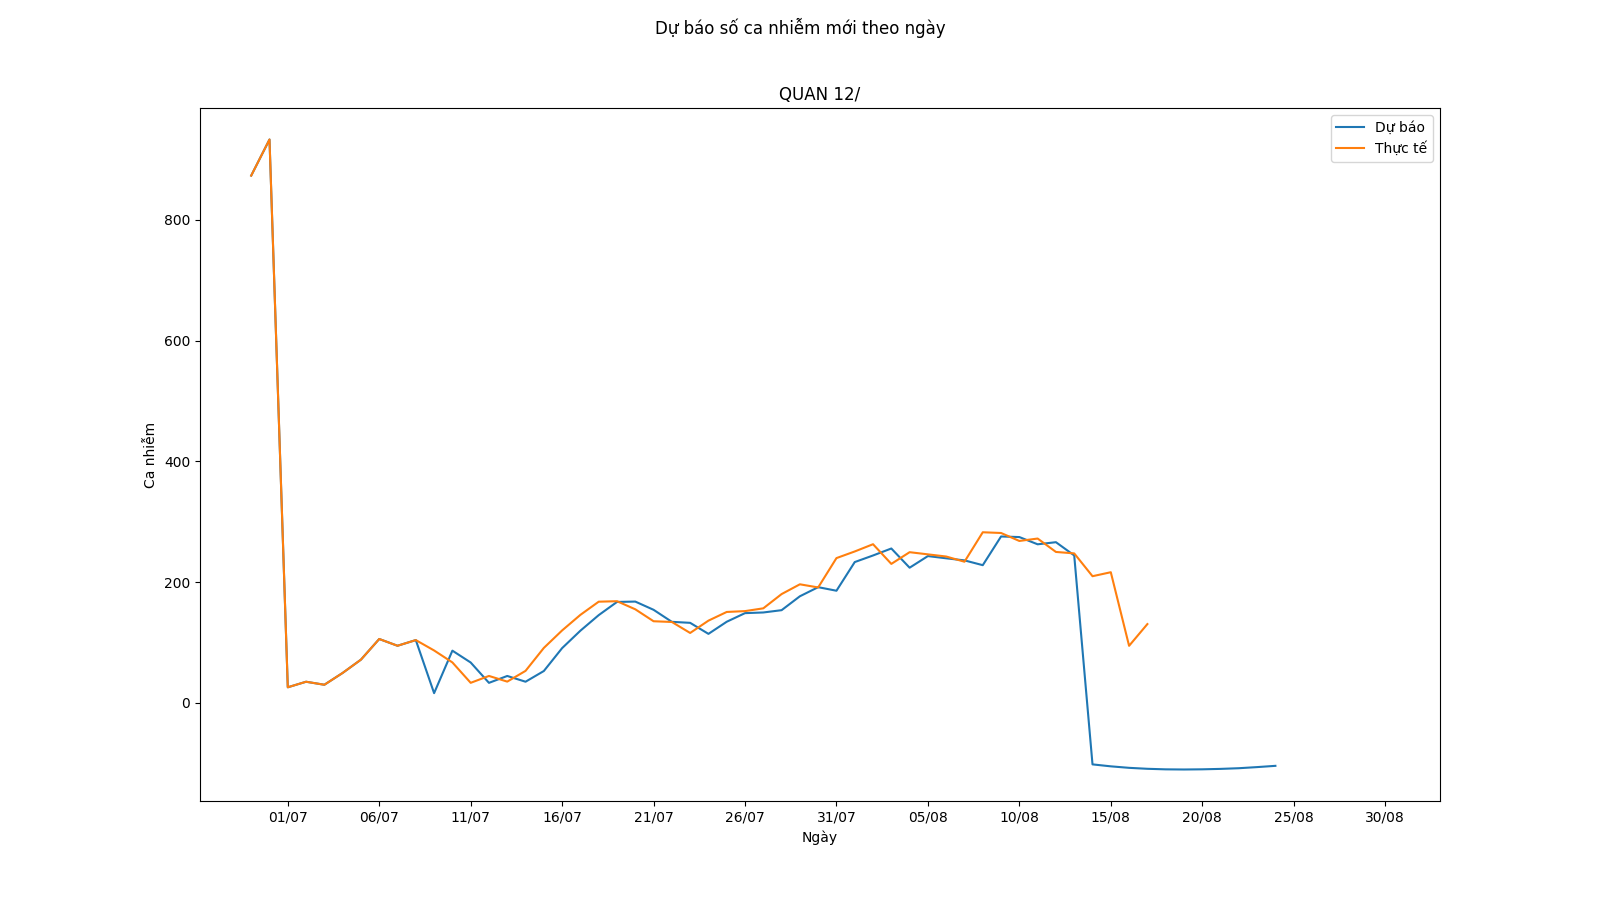 Dự báo số ca nhiễm mới theo ngày
QUAN 12/
Dự báo
Thực tế
800
600
400
200
0
Ca nhiễm
01/07 06/07 11/07 16/07 21/07 26/07 31/07 05/08 10/08 15/08 20/08 25/08 30/08
Ngày